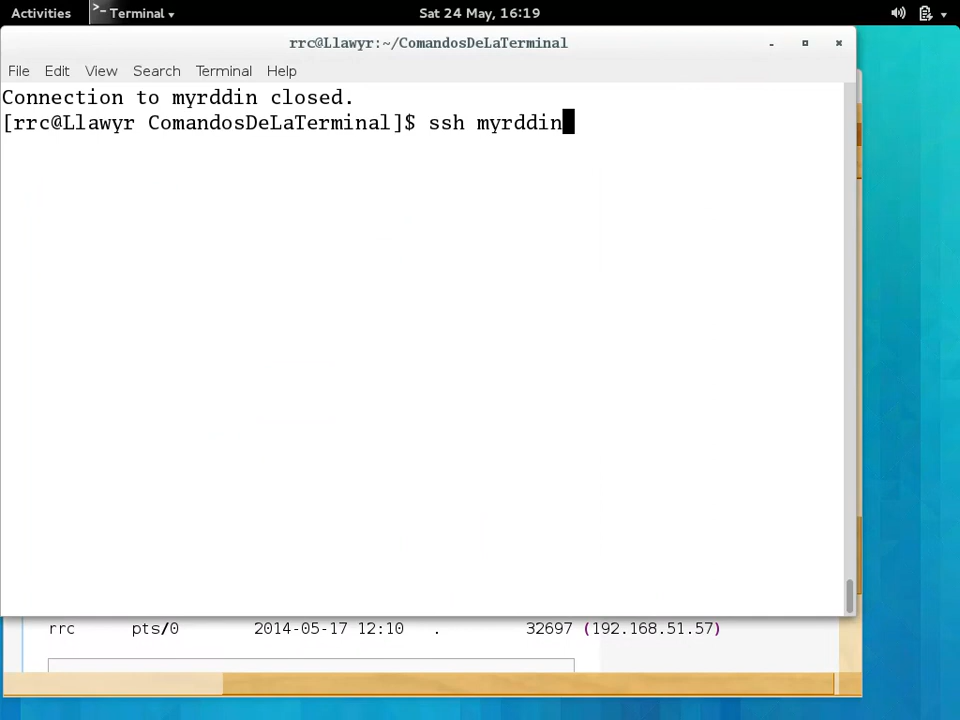 Activities
>_ Terminal
Sat 24 May, 16:19
rrc@Llawyr:~/ComandosDeLaTerminal
File Edit View Search Terminal Help
Connection to myrddin closed.
[rrc@Llawyr ComandosDeLaTerminal]$ ssh myrddin
rrc pts/0 2014-05-17 12:10 . 32697 (192.168.51.57)